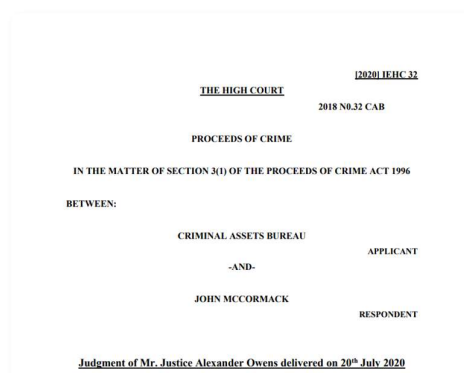 [2020] IEHC 32
THE HIGH COURT
2018 N0.32 CAB
PROCEEDS OF CRIME
IN THE MATTER OF SECTION 3(1) OF THE PROCEEDS OF CRIME ACT 1996
BETWEEN:
CRIMINAL ASSETS BUREAU
APPLICANT
-AND-
JOHN MCCORMACK
RESPONDENT
Judgment of Mr. Justice Alexander Owens delivered on 20th July 2020